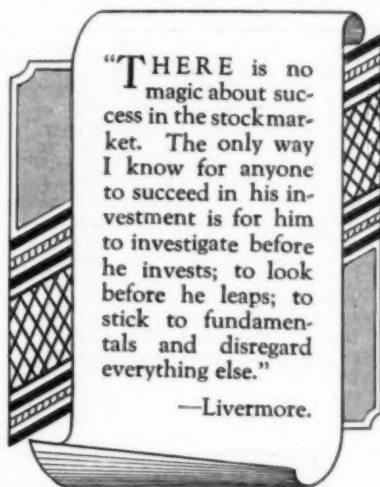 “THERE is no
magic about suc-
cess in the stockmar-
ket. The only way
I know for anyone
to succeed in his in-
vestment is for him
to investigate before
he invests; to look
before he leaps; to
stick to fundamen-
tals and disregard
everything else.”
—Livermore.